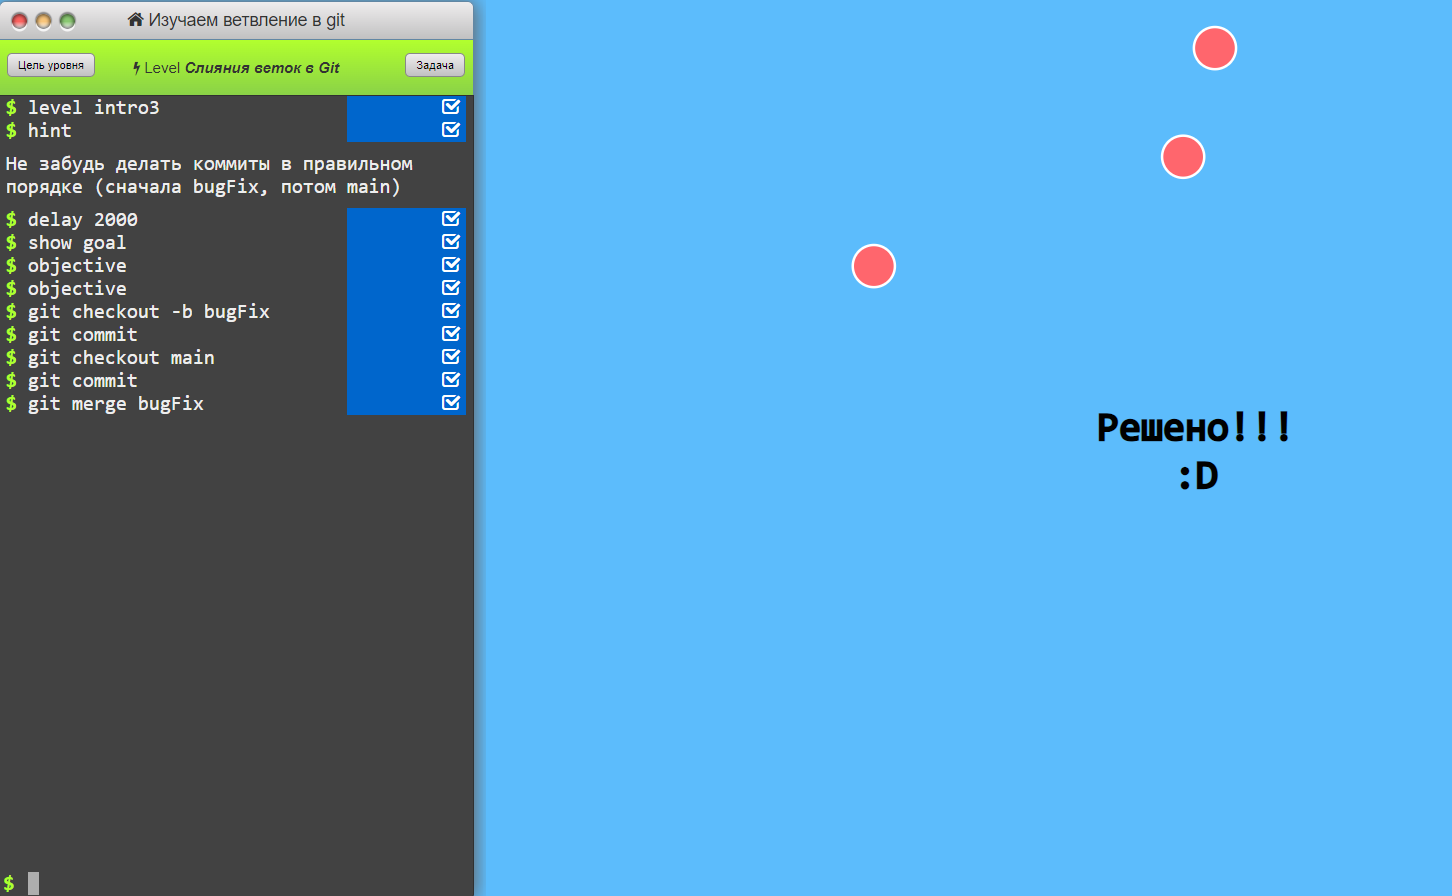 Изучаем ветвление в git
Цель уровня
Level Слияния веток в Git
Задача
$ level intro3
$ hint
Не забудь делать коммиты в правильном
порядке (сначала bugFix, потом main)
$ delay 2000
$ show goal
$ objective
$ objective
$ git checkout -b bugFix
$ git commit
$ git checkout main
$ git commit
$ git merge bugFix
$
Решено!!!
:D